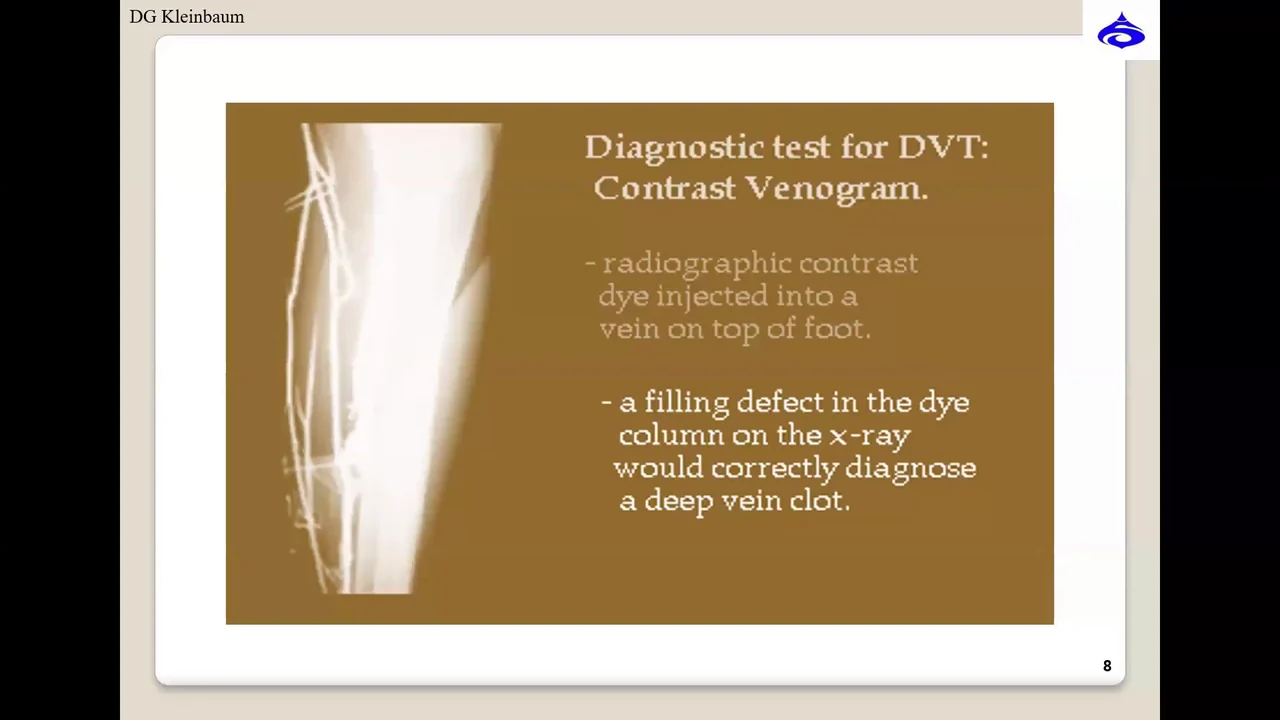 DG Kleinbaum
Diagnostic test for DVT:
Contrast Venogram.
- radiographic contrast
dye injected into a
vein on top of foot.
- a filling defect in the dye
column on the x-ray
would correctly diagnose
a deep vein clot.
8